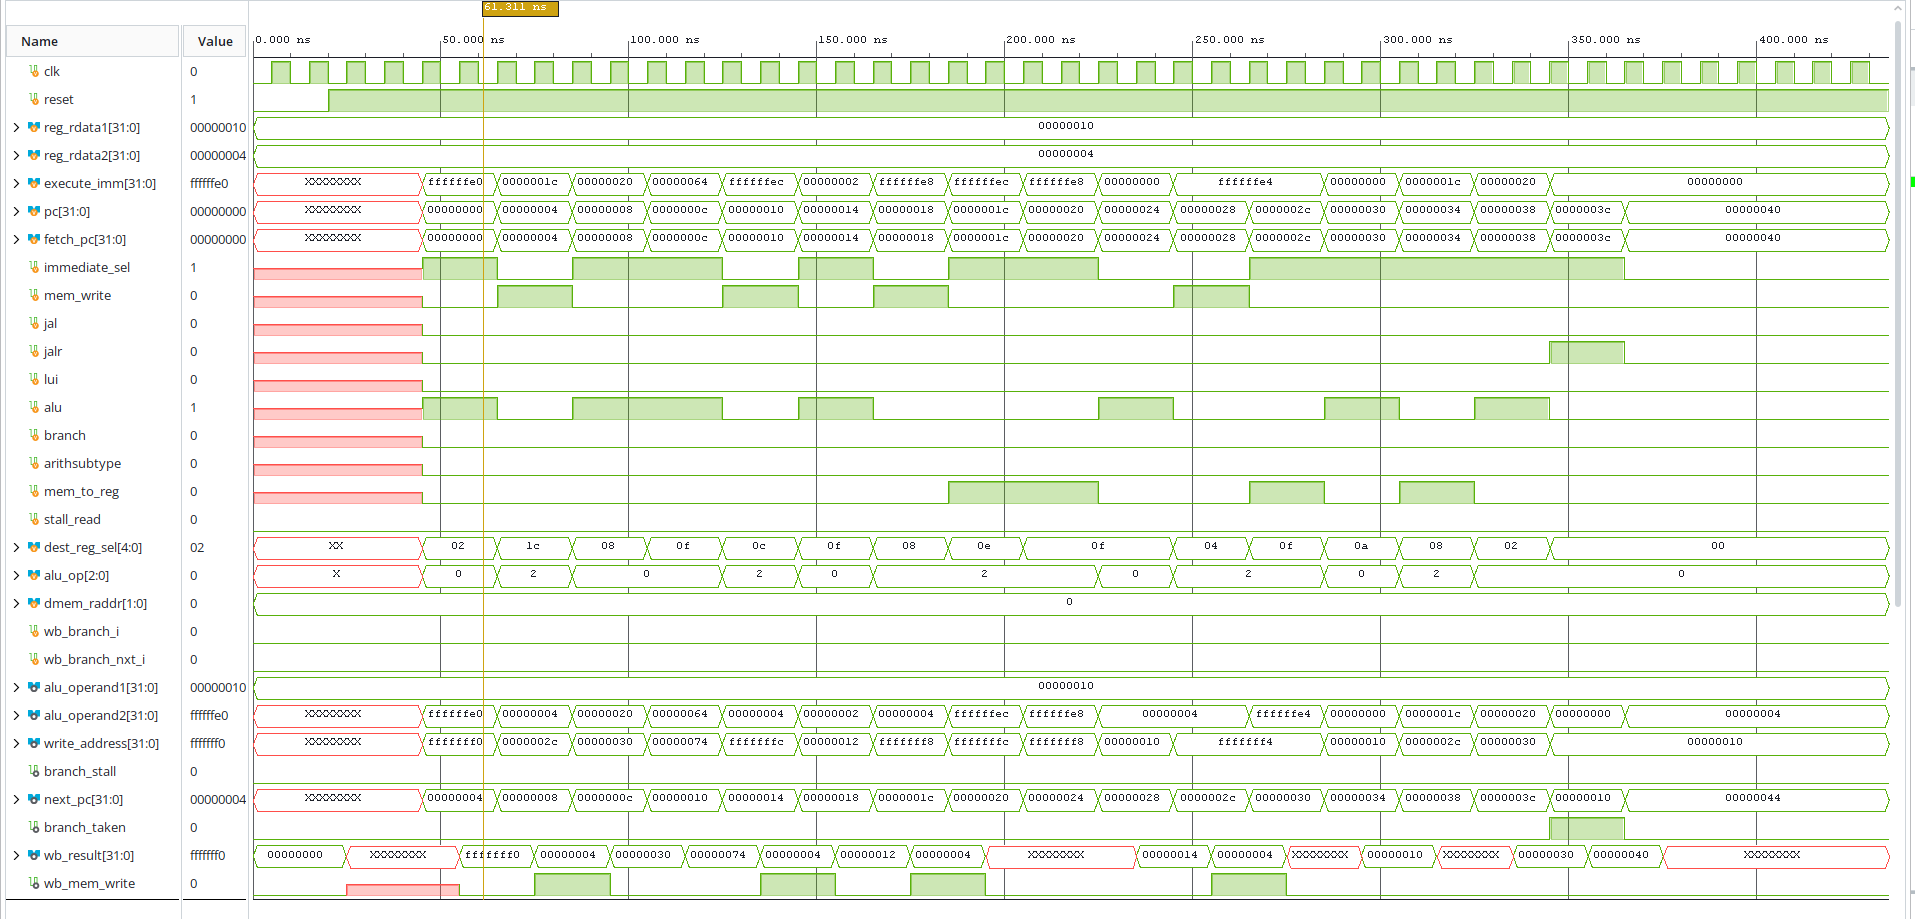 61.311 ns
Name Value 0.000 ns 50.000 ns 100.000 ns 150.000 ns 200.000 ns 250.000 ns 300.000 ns 350.000 ns 400.000 ns
clk 0
reset 1
reg_rdata1[31:0] 00000010 00000010
reg_rdata2[31:0] 00000004 00000004
execute_imm[31:0] ffffffe0 XXXXXXXX ffffffe0 0000001c 00000020 00000064 ffffffec 00000002 ffffffe8 ffffffec ffffffe8 00000000 ffffffe4 00000000 0000001c 00000020 00000000
pc[31:0] 00000000 XXXXXXXX 00000000 00000004 00000008 0000000c 00000010 00000014 00000018 0000001c 00000020 00000024 00000028 0000002c 00000030 00000034 00000038 0000003c 00000040
fetch_pc[31:0] 00000000 XXXXXXXX 00000000 00000004 00000008 0000000c 00000010 00000014 00000018 0000001c 00000020 00000024 00000028 0000002c 00000030 00000034 00000038 0000003c 00000040
immediate_sel 1
mem_write 0
jal 0
jalr 0
lui 0
alu 1
branch 0
arithsubtype 0
mem_to_reg 0
stall_read 0
dest_reg_sel[4:0] 02 XX 02 1c 08 0f 0c 0f 08 0e 0f 04 0f 0a 08 02 00
alu_op[2:0] 0 X 0 2 0 2 0 2 0 2 0 2 0
dmem_raddr[1:0] 0 0
wb_branch_i 0
wb_branch_nxt_i 0
alu_operand1[31:0] 00000010 00000010
alu_operand2[31:0] ffffffe0 XXXXXXXX ffffffe0 00000004 00000020 00000064 00000004 00000002 00000004 ffffffec ffffffe8 00000004 ffffffe4 00000000 0000001c 00000020 00000000 00000004
write_address[31:0] fffffff0 XXXXXXXX fffffff0 0000002c 00000030 00000074 fffffffc 00000012 fffffff8 fffffffc fffffff8 00000010 fffffff4 00000010 0000002c 00000030 00000010
branch_stall 0
next_pc[31:0] 00000004 XXXXXXXX 00000004 00000008 0000000c 00000010 00000014 00000018 0000001c 00000020 00000024 00000028 0000002c 00000030 00000034 00000038 0000003c 00000010 00000044
branch_taken 0
wb_result[31:0] fffffff0 00000000 XXXXXXXX fffffff0 00000004 00000030 00000074 00000004 00000012 00000004 XXXXXXXX 00000014 00000004 XXXXXXXX 00000010 XXXXXXXX 00000030 00000040 XXXXXXXX
wb_mem_write 0